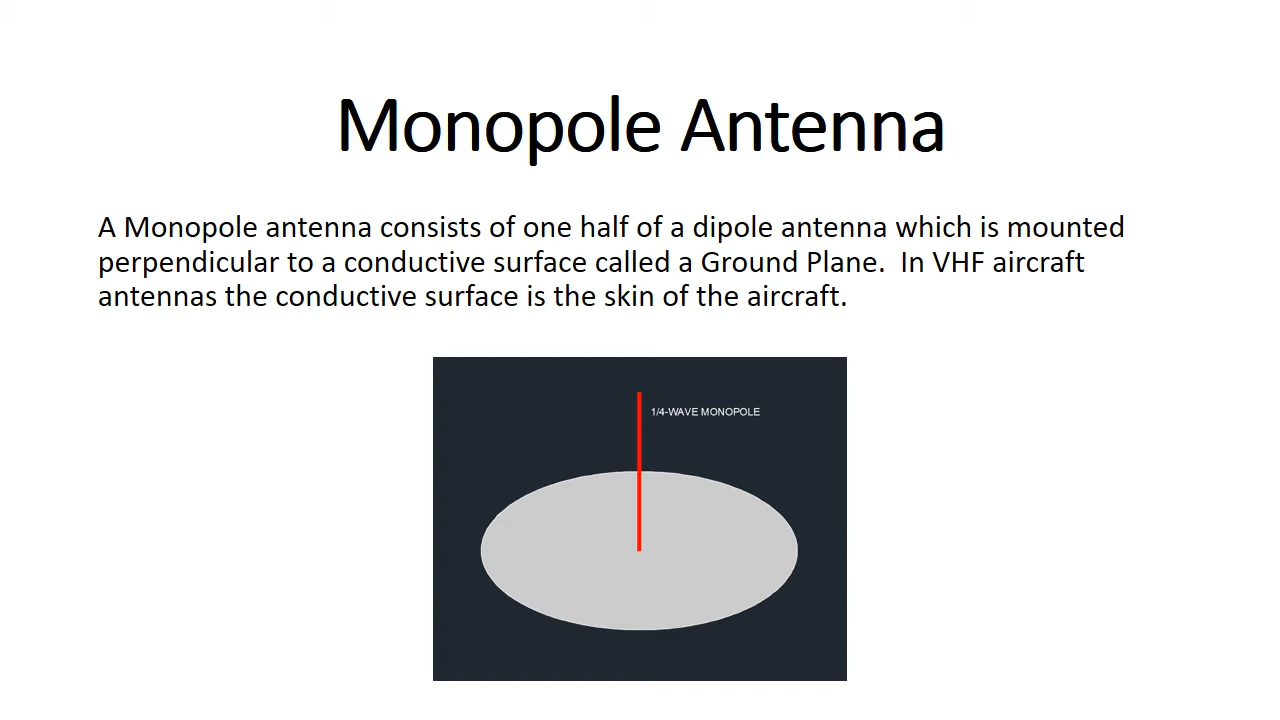 Monopole Antenna
A Monopole antenna consists of one half of a dipole antenna which is mounted
perpendicular to a conductive surface called a Ground Plane.  In VHF aircraft
antennas the conductive surface is the skin of the aircraft.
1/4-WAVE MONOPOLE